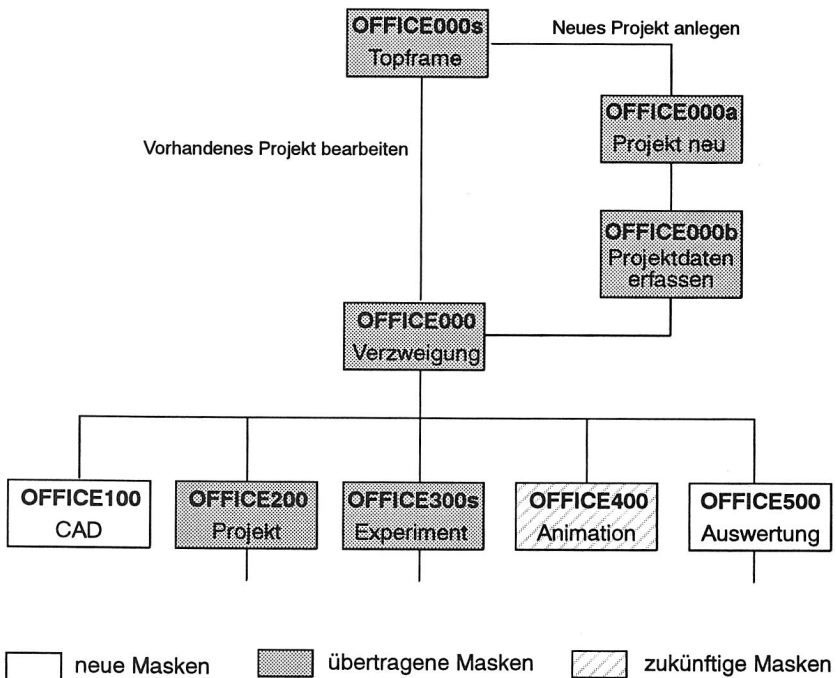 OFFICE000s
Topframe
Neues Projekt anlegen
OFFICE000a
Projekt neu
Vorhandenes Projekt bearbeiten
OFFICE000b
Projektdaten
erfassen
OFFICE000
Verzweigung
OFFICE100
CAD
OFFICE200
Projekt
OFFICE300s
Experiment
OFFICE400
Animation
OFFICE500
Auswertung
neue Masken
übertragene Masken
zukünftige Masken